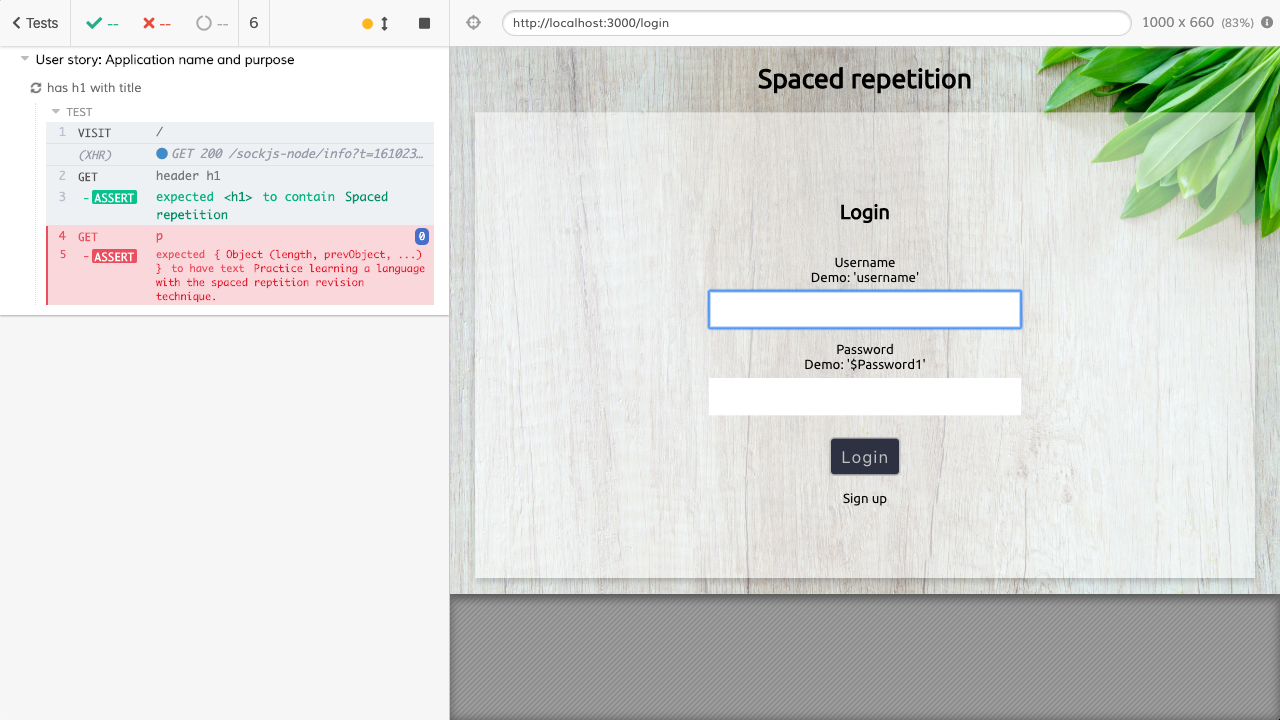 Tests
--
--
--
6
http://localhost:3000/login
1000 x 660 (83%)
User story: Application name and purpose
has h1 with title
TEST
1 VISIT /
(XHR) GET 200 /sockjs-node/info?t=161023…
2 GET header h1
3 -ASSERT expected <h1> to contain Spaced
repetition
4 GET p 0
5 -ASSERT expected { Object (length, prevObject, ...)
} to have text Practice learning a language
with the spaced reptition revision
technique.
Spaced repetition
Login
Username
Demo: 'username'
Password
Demo: '$Password1'
Login
Sign up